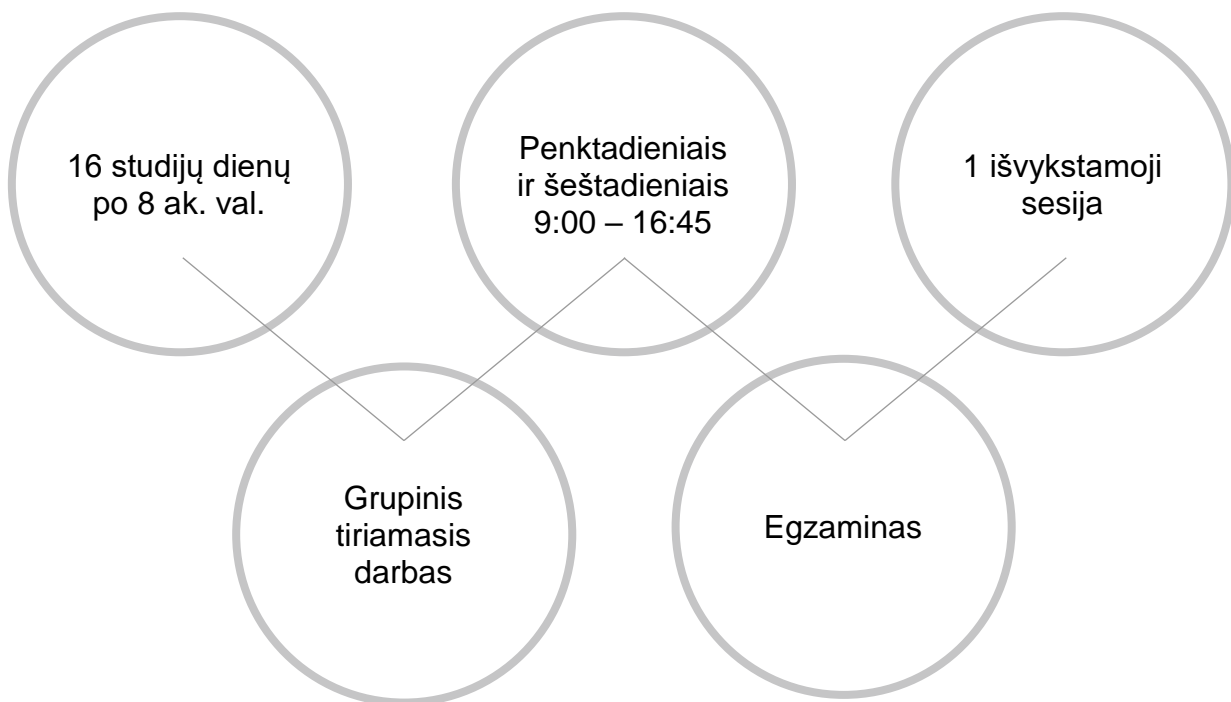 16 studijų dienų
po 8 ak. val.
Penktadieniais
ir šeštadieniais
9:00 – 16:45
1 išvykstamoji
sesija
Grupinis
tiriamasis
darbas
Egzaminas